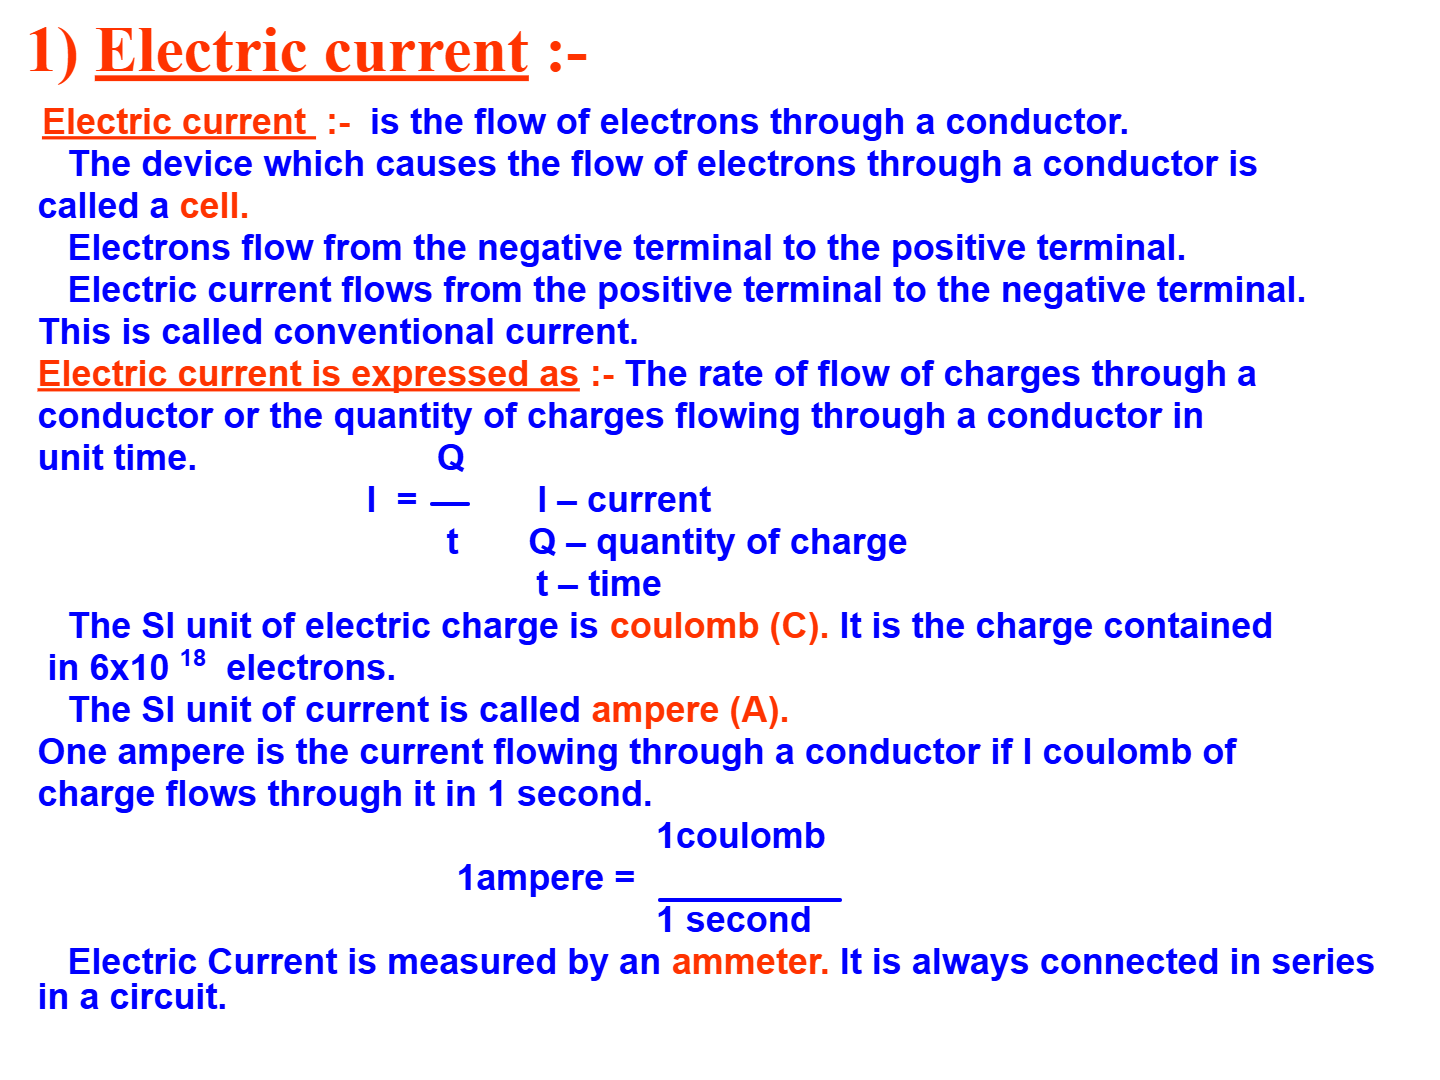 1) Electric current :-
Electric current :- is the flow of electrons through a conductor.
The device which causes the flow of electrons through a conductor is
called a cell.
Electrons flow from the negative terminal to the positive terminal.
Electric current flows from the positive terminal to the negative terminal.
This is called conventional current.
Electric current is expressed as :- The rate of flow of charges through a
conductor or the quantity of charges flowing through a conductor in
unit time. Q
I = — I – current
t Q – quantity of charge
t – time
The SI unit of electric charge is coulomb (C). It is the charge contained
in 6x10 18 electrons.
The SI unit of current is called ampere (A).
One ampere is the current flowing through a conductor if I coulomb of
charge flows through it in 1 second.
1coulomb
1ampere =
1 second
Electric Current is measured by an ammeter. It is always connected in series
in a circuit.